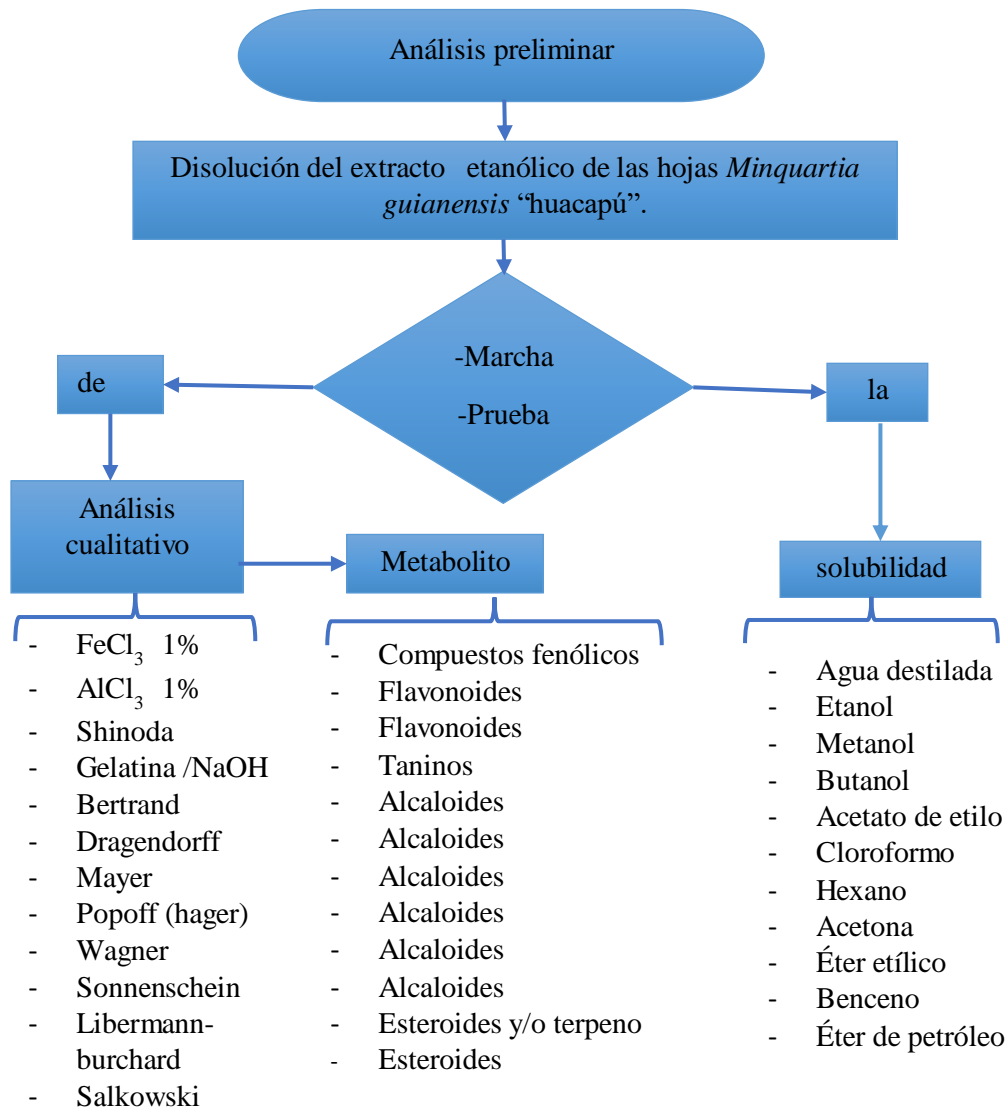 Análisis preliminar
Disolución del extracto etanólico de las hojas Minquartia
guianensis “huacapú”.
-Marcha
-Prueba
de
la
Análisis
cualitativo
Metabolito
solubilidad
- FeCl₃ 1%
- AlCl₃ 1%
- Shinoda
- Gelatina /NaOH
- Bertrand
- Dragendorff
- Mayer
- Popoff (hager)
- Wagner
- Sonnenschein
- Libermann-
burchard
- Salkowski
- Compuestos fenólicos
- Flavonoides
- Flavonoides
- Taninos
- Alcaloides
- Alcaloides
- Alcaloides
- Alcaloides
- Alcaloides
- Alcaloides
- Esteroides y/o terpeno
- Esteroides
- Agua destilada
- Etanol
- Metanol
- Butanol
- Acetato de etilo
- Cloroformo
- Hexano
- Acetona
- Éter etílico
- Benceno
- Éter de petróleo